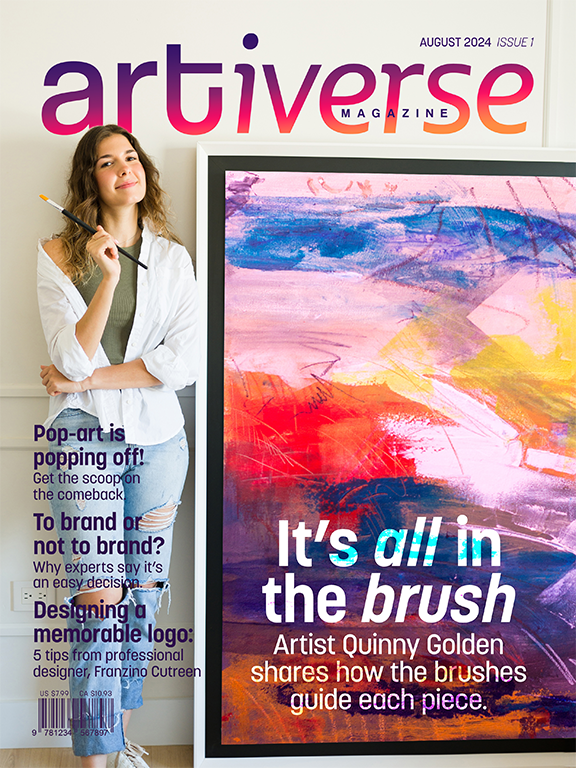 AUGUST 2024 ISSUE 1
artiverse
MAGAZINE
Pop-art is
popping off!
Get the scoop on
the comeback.
To brand or
not to brand?
Why experts say it's
an easy decision.
Designing a
memorable logo:
5 tips from professional
designer, Franzino Cutreen
US $7.99 CA $10.93
9 781234 567897
It's all in
the brush
Artist Quinny Golden
shares how the brushes
guide each piece.